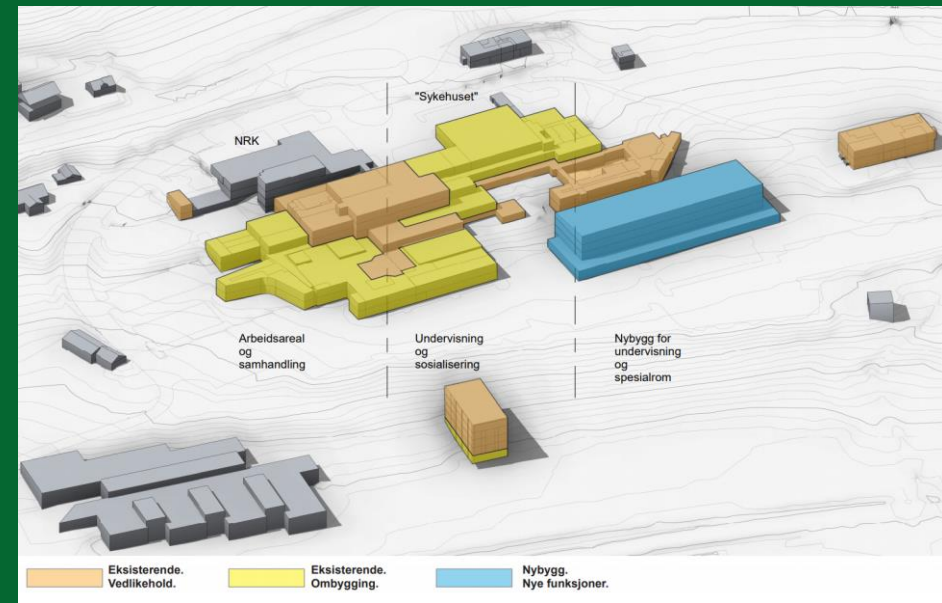 "Sykehuset"
NRK
Arbeidsareal
og
samhandling
Undervisning
og
sosialisering
Nybygg for
undervisning
og
spesialrom
Eksisterende.
Vedlikehold.
Eksisterende.
Ombygging.
Nybygg.
Nye funksjoner.